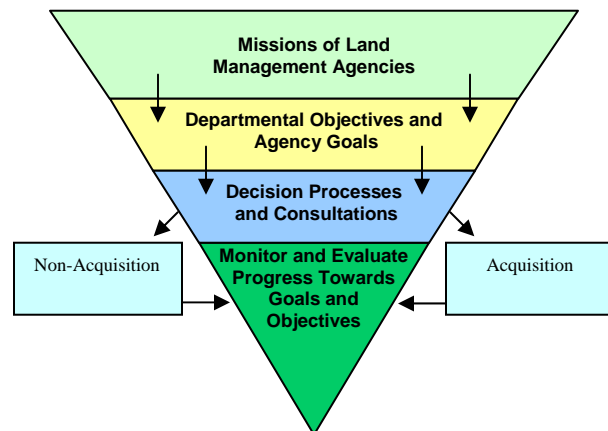 Missions of Land
Management Agencies
Departmental Objectives and
Agency Goals
Decision Processes
and Consultations
Non-Acquisition
Monitor and Evaluate
Progress Towards
Goals and
Objectives
Acquisition